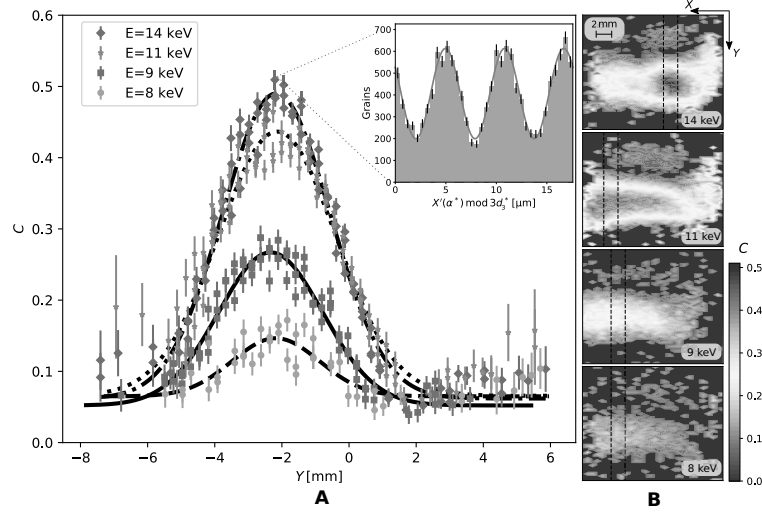 0.6
0.5
0.4
0.3
0.2
0.1
0.0
C
−8
−6
−4
−2
0
2
4
6
Y [mm]
A
E=14 keV
E=11 keV
E=9 keV
E=8 keV
700
600
500
400
300
200
100
0
Grains
0
5
10
15
X′(α*) mod 3d₃* [μm]
X
Y
2mm
14 keV
11 keV
9 keV
8 keV
B
C
0.5
0.4
0.3
0.2
0.1
0.0